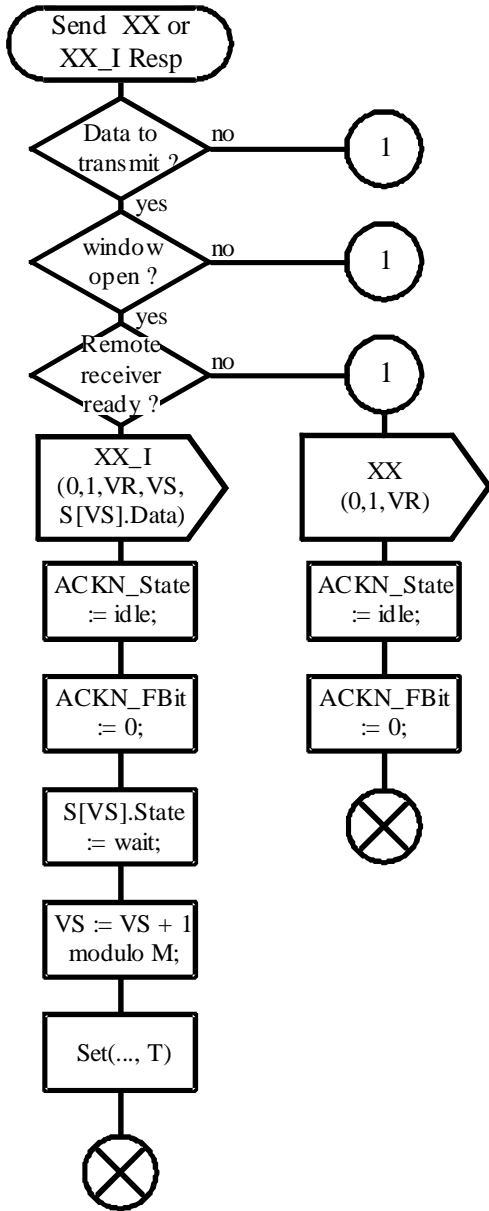 Send XX or
XX_I Resp
Data to
transmit ?
no
1
yes
window
open ?
no
1
yes
Remote
receiver
ready ?
no
1
XX_I
(0,1,VR,VS,
S[VS].Data)
XX
(0,1,VR)
ACKN_State
:= idle;
ACKN_State
:= idle;
ACKN_FBit
:= 0;
ACKN_FBit
:= 0;
S[VS].State
:= wait;
VS := VS + 1
modulo M;
Set(..., T)